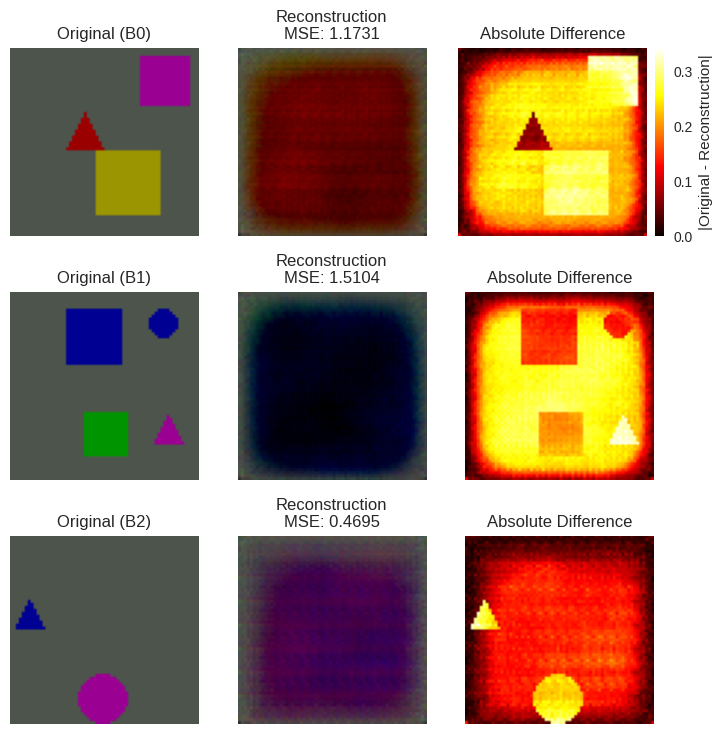 Original (B0)
Reconstruction
MSE: 1.1731
Absolute Difference
0.3
0.2
0.1
0.0
|Original - Reconstruction|
Original (B1)
Reconstruction
MSE: 1.5104
Absolute Difference
Original (B2)
Reconstruction
MSE: 0.4695
Absolute Difference